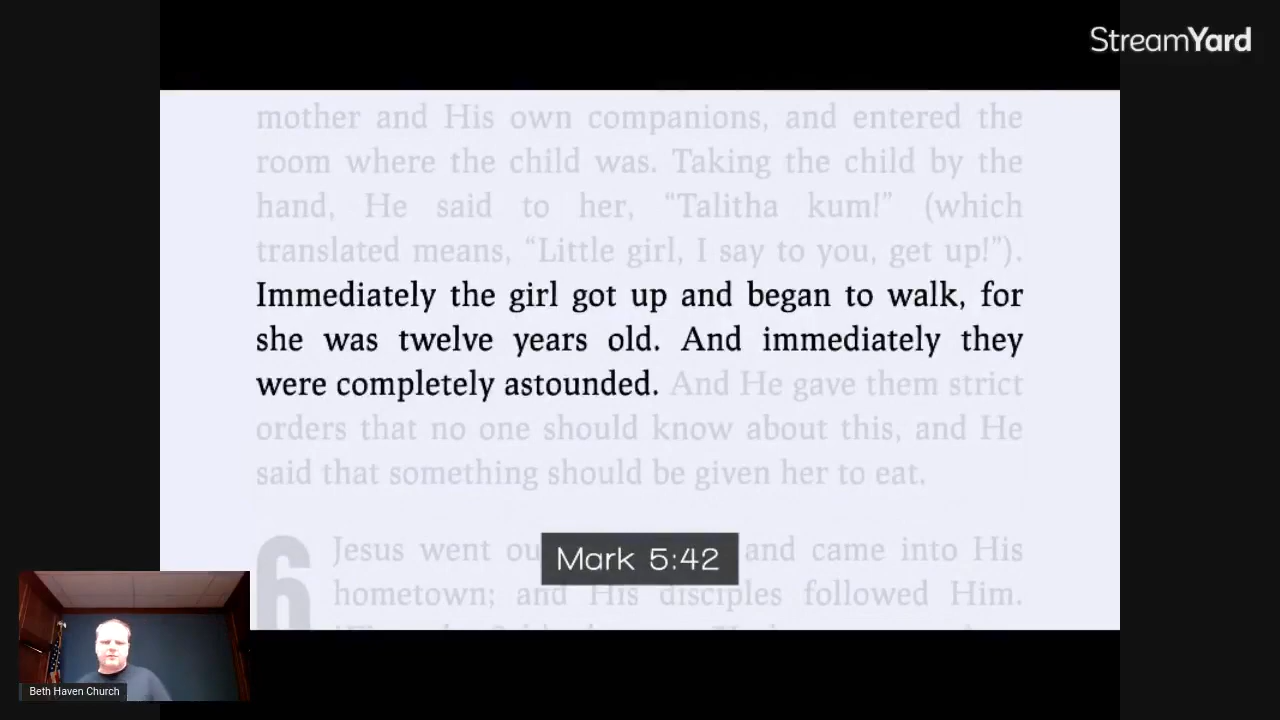 StreamYard
mother and His own companions, and entered the
room where the child was. Taking the child by the
hand, He said to her, “Talitha kum!” (which
translated means, “Little girl, I say to you, get up!”).
Immediately the girl got up and began to walk, for
she was twelve years old. And immediately they
were completely astounded. And He gave them strict
orders that no one should know about this, and He
said that something should be given her to eat.
6 Jesus went and came into His
Mark 5:42
hometown; and His disciples followed Him.
Beth Haven Church